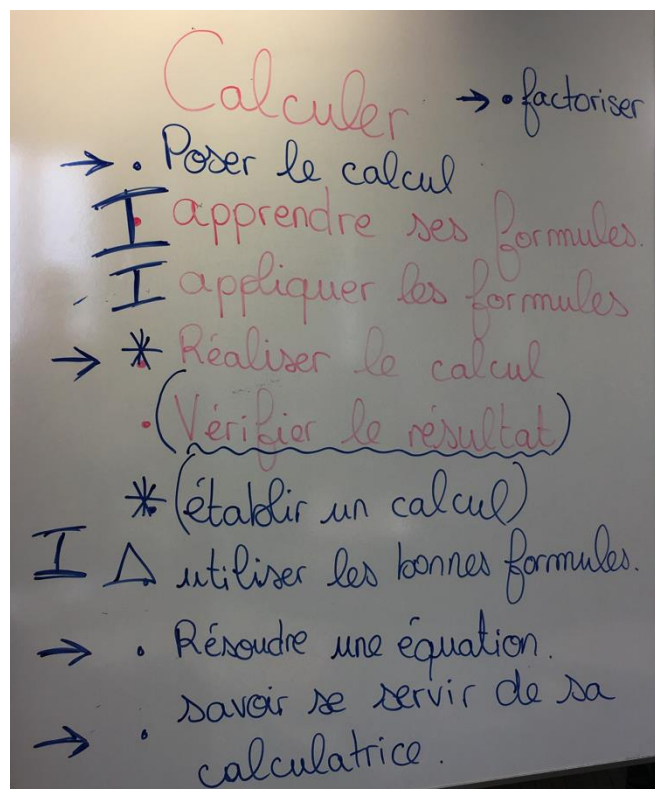 Calculer
→ • factoriser
→ • Poser le calcul
I • apprendre ses formules.
I appliquer les formules
→ * Réaliser le calcul
• (Vérifier le résultat)
* (établir un calcul)
I △ utiliser les bonnes formules.
→ • Résoudre une équation.
→ • savoir se servir de sa
calculatrice.